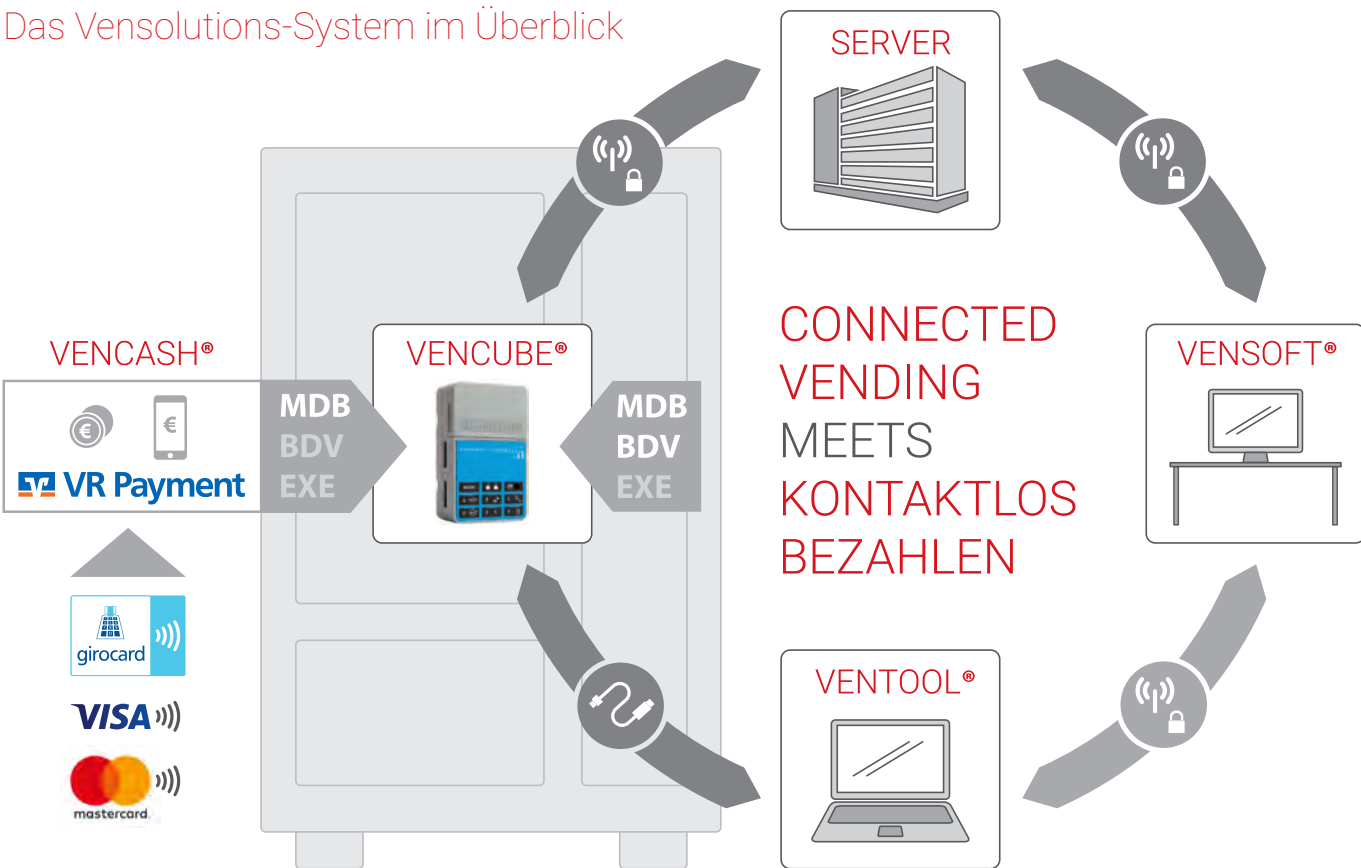 Das Vensolutions-System im Überblick
SERVER
VENCASH®
€
€
VR Payment
MDB
BDV
EXE
VENCUBE®
MDB
BDV
EXE
CONNECTED
VENDING
MEETS
KONTAKTLOS
BEZAHLEN
VENSOFT®
girocard
VISA
mastercard.
VENTOOL®